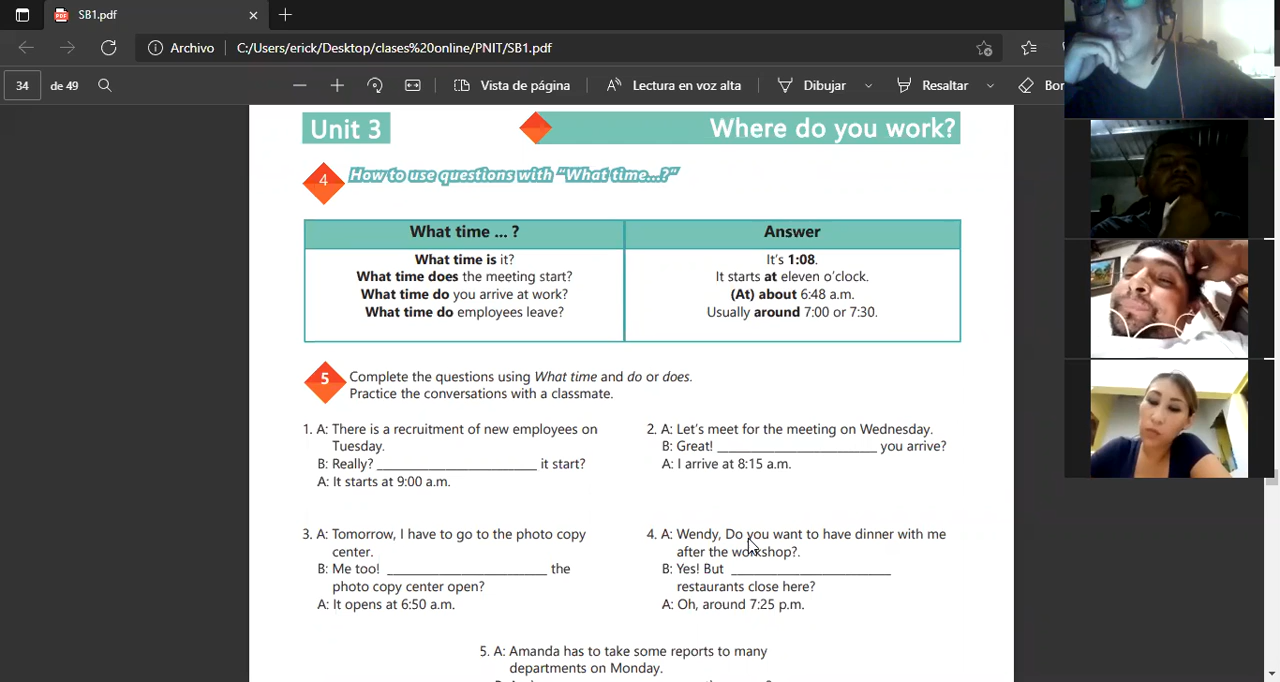 SB1.pdf
Archivo C:/Users/erick/Desktop/clases%20online/PNIT/SB1.pdf
34 de 49 Vista de página Lectura en voz alta Dibujar Resaltar Bor
Unit 3 Where do you work?
4 How to use questions with "What time...?"
What time ... ? Answer
What time is it? It's 1:08.
What time does the meeting start? It starts at eleven o'clock.
What time do you arrive at work? (At) about 6:48 a.m.
What time do employees leave? Usually around 7:00 or 7:30.
5 Complete the questions using What time and do or does.
Practice the conversations with a classmate.
1. A: There is a recruitment of new employees on
Tuesday.
B: Really? ____________________ it start?
A: It starts at 9:00 a.m.
2. A: Let's meet for the meeting on Wednesday.
B: Great! ____________________ you arrive?
A: I arrive at 8:15 a.m.
3. A: Tomorrow, I have to go to the photo copy
center.
B: Me too! ____________________ the
photo copy center open?
A: It opens at 6:50 a.m.
4. A: Wendy, Do you want to have dinner with me
after the workshop?.
B: Yes! But ____________________
restaurants close here?
A: Oh, around 7:25 p.m.
5. A: Amanda has to take some reports to many
departments on Monday.